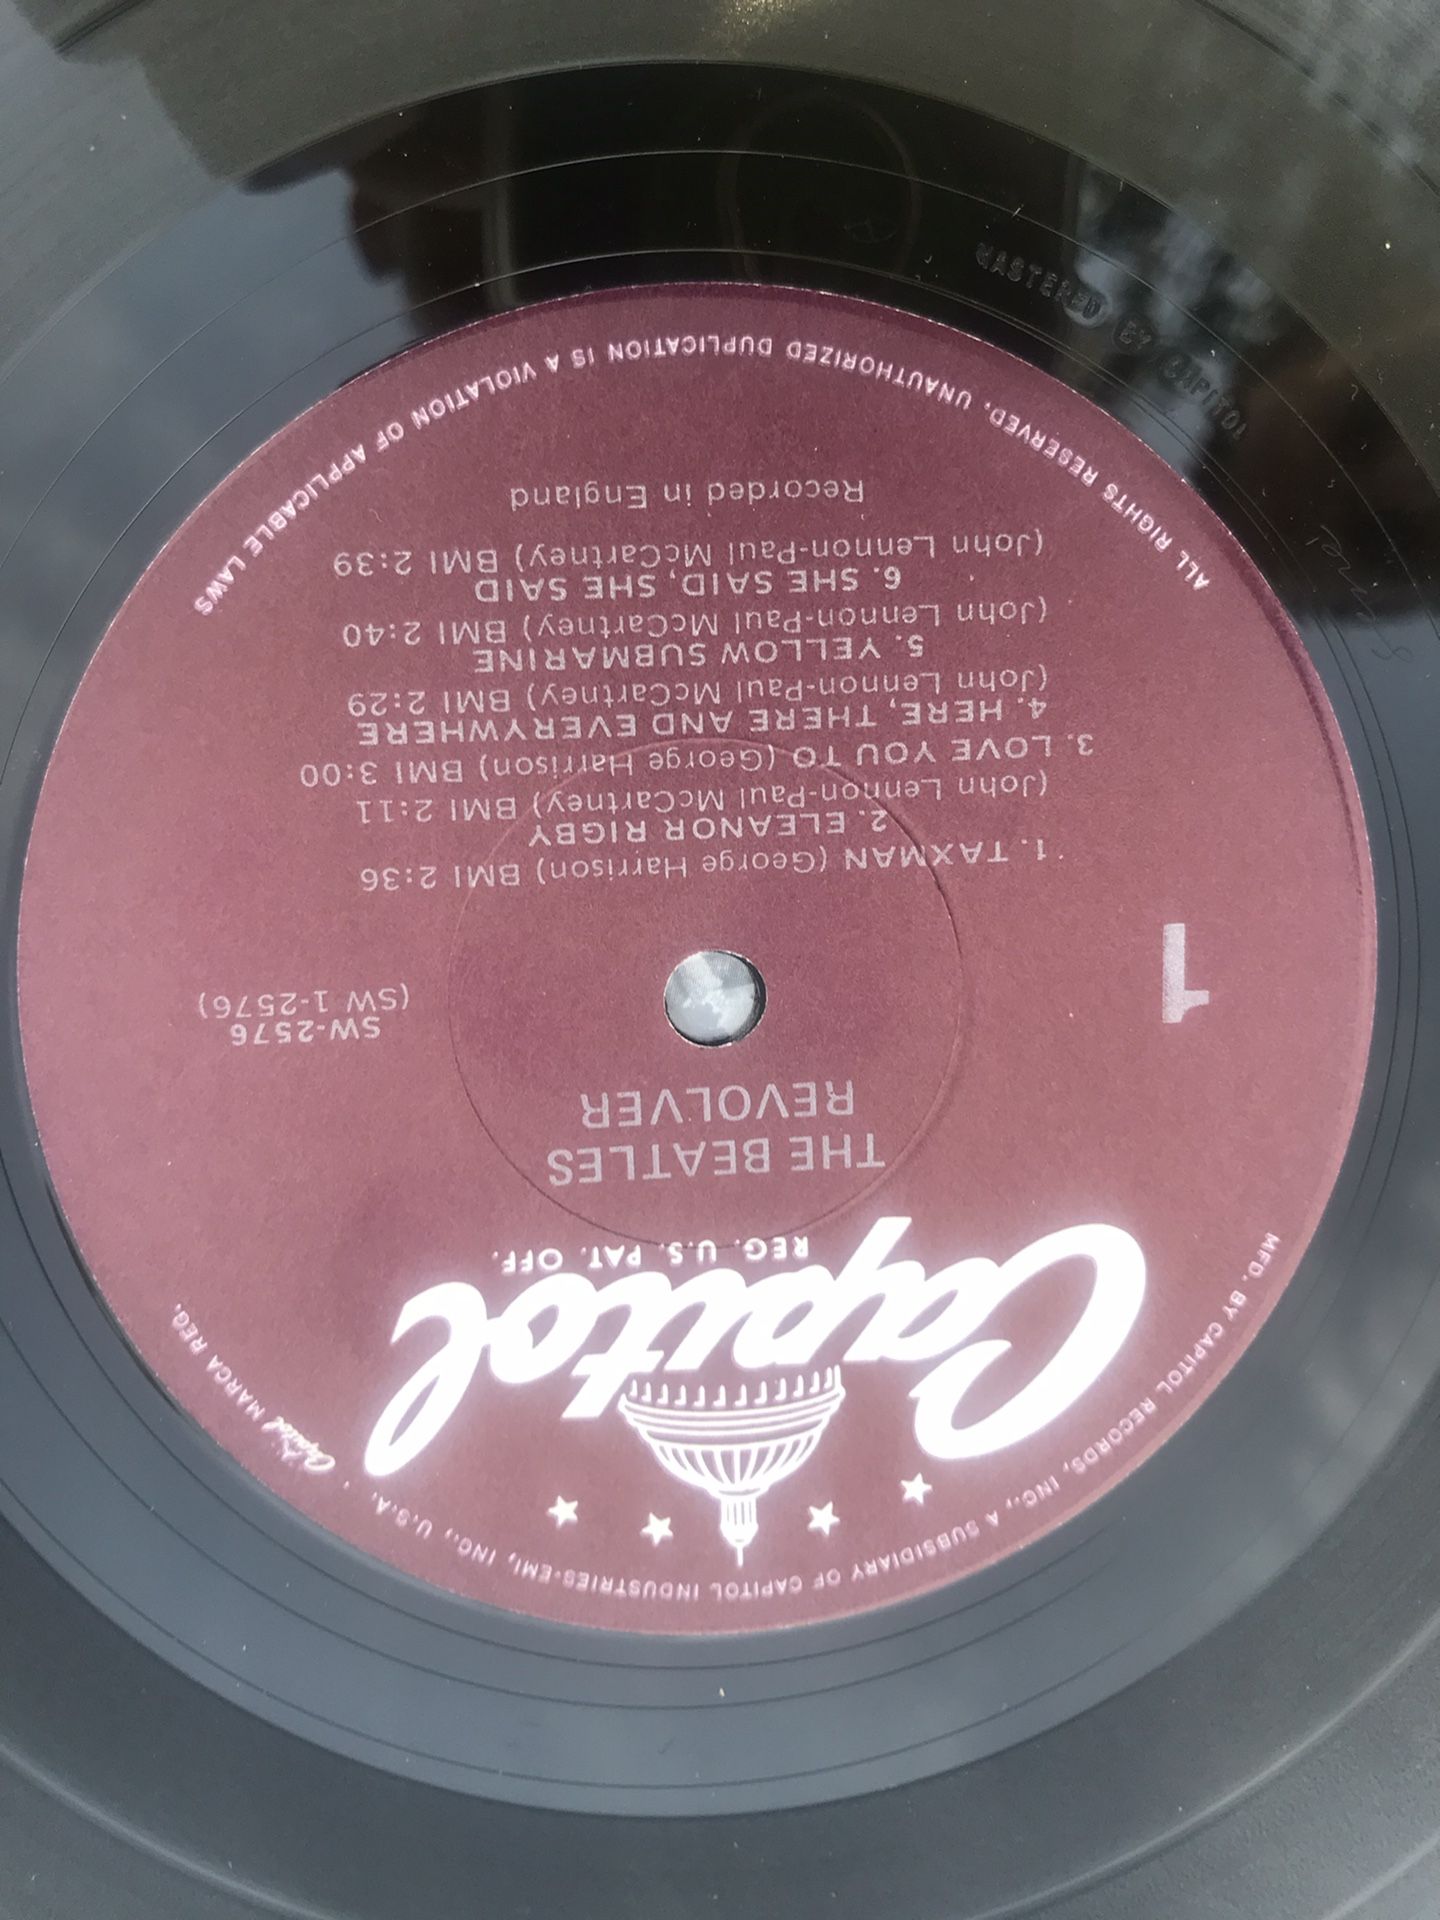 MFD. BY CAPITOL RECORDS, INC., A SUBSIDIARY OF CAPITOL INDUSTRIES-EMI, INC., U.S.A. · Capitol MARCA REG.
Capitol
REG. U.S. PAT. OFF.
THE BEATLES
REVOLVER
1
SW-2576
(SW 1-2576)
1. TAXMAN (George Harrison) BMI 2:36
2. ELEANOR RIGBY
(John Lennon-Paul McCartney) BMI 2:11
3. LOVE YOU TO (George Harrison) BMI 3:00
4. HERE, THERE AND EVERYWHERE
(John Lennon-Paul McCartney) BMI 2:29
5. YELLOW SUBMARINE
(John Lennon-Paul McCartney) BMI 2:40
6. SHE SAID, SHE SAID
(John Lennon-Paul McCartney) BMI 2:39
Recorded in England
ALL RIGHTS RESERVED. UNAUTHORIZED DUPLICATION IS A VIOLATION OF APPLICABLE LAWS
MASTERED BY CAPITOL